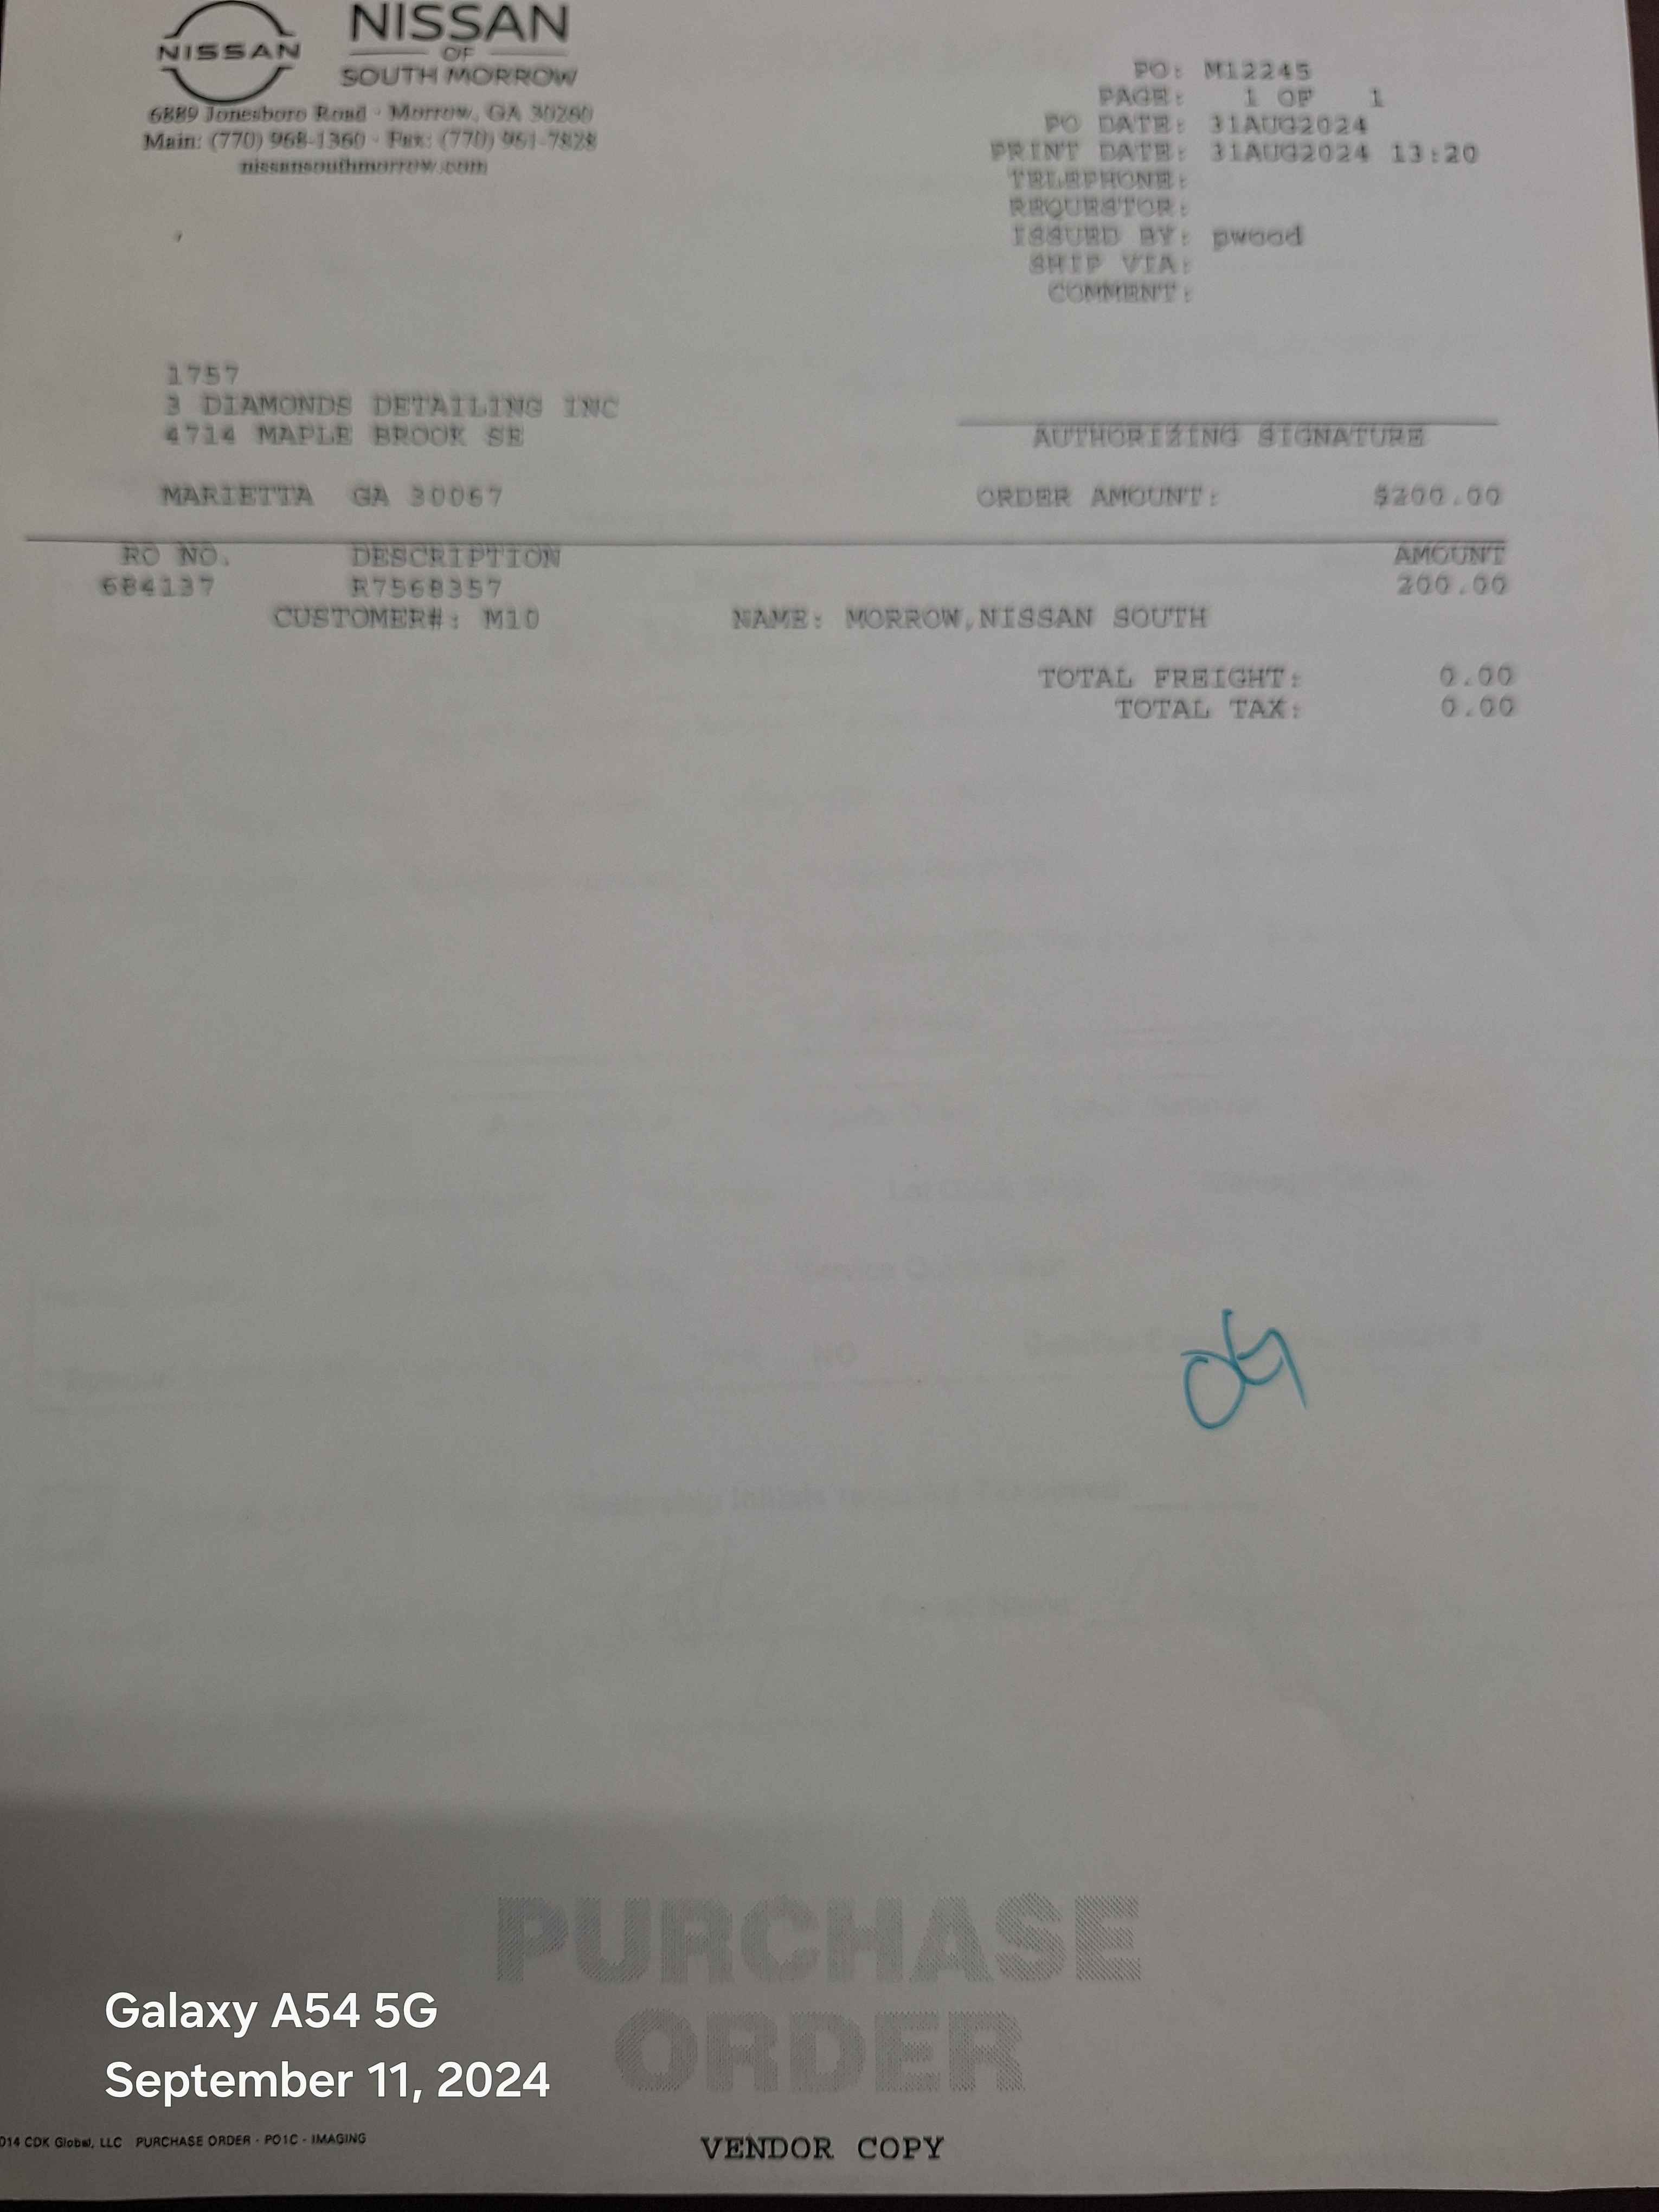 NISSAN
NISSAN
OF
SOUTH MORROW
6889 Jonesboro Road · Morrow, GA 30260
Main: (770) 968-1360 · Fax: (770) 961-7828
nissansouthmorrow.com
PO: M12245
PAGE: 1 OF 1
PO DATE: 31AUG2024
PRINT DATE: 31AUG2024 13:20
TELEPHONE:
REQUESTOR:
ISSUED BY: pwood
SHIP VIA:
COMMENT:
1757
3 DIAMONDS DETAILING INC
4714 MAPLE BROOK SE
AUTHORIZING SIGNATURE
MARIETTA GA 30067
ORDER AMOUNT: $200.00
RO NO. DESCRIPTION AMOUNT
684137 R7568357 200.00
CUSTOMER#: M10 NAME: MORROW,NISSAN SOUTH
TOTAL FREIGHT: 0.00
TOTAL TAX: 0.00
PURCHASE
ORDER
Galaxy A54 5G
September 11, 2024
014 CDK Global, LLC PURCHASE ORDER - PO1C - IMAGING
VENDOR COPY